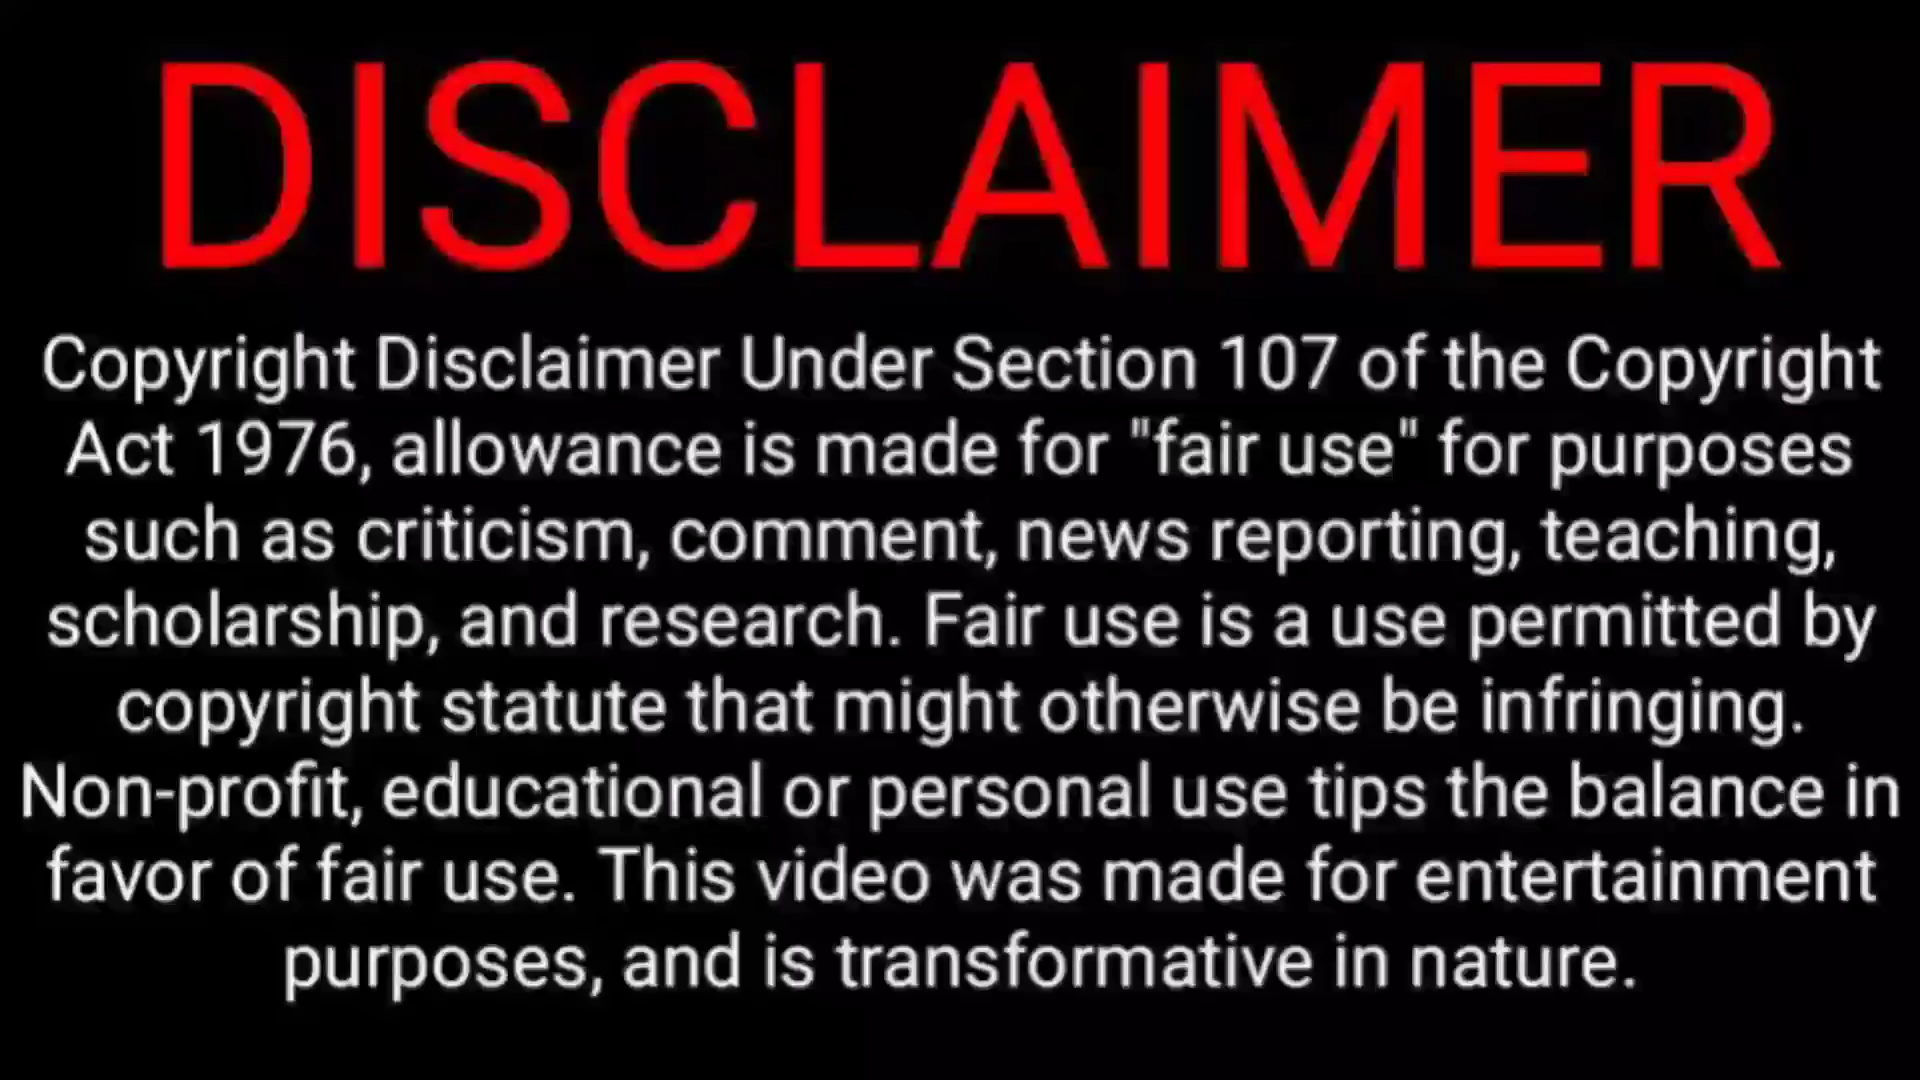 DISCLAIMER
Copyright Disclaimer Under Section 107 of the Copyright
Act 1976, allowance is made for "fair use" for purposes
such as criticism, comment, news reporting, teaching,
scholarship, and research. Fair use is a use permitted by
copyright statute that might otherwise be infringing.
Non-profit, educational or personal use tips the balance in
favor of fair use. This video was made for entertainment
purposes, and is transformative in nature.